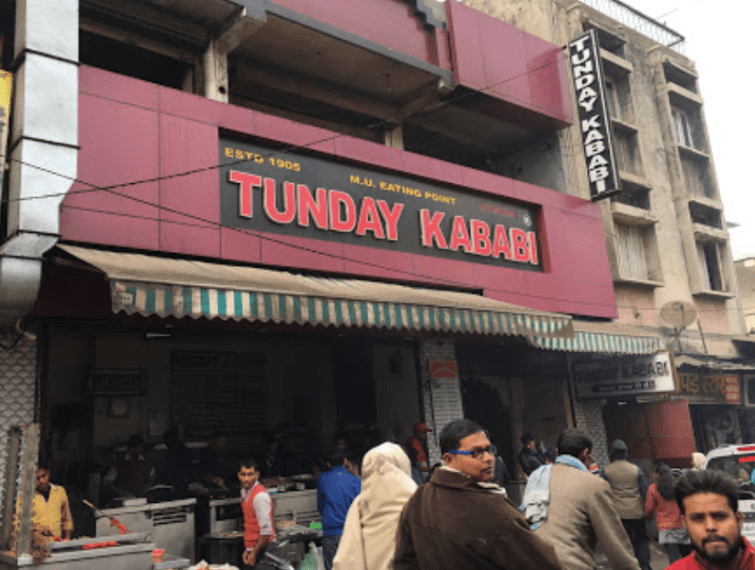 ESTD 1905
M.U. EATING POINT
TUNDAY KABABI
TUNDAY KABABI
TUNDAY KABABI